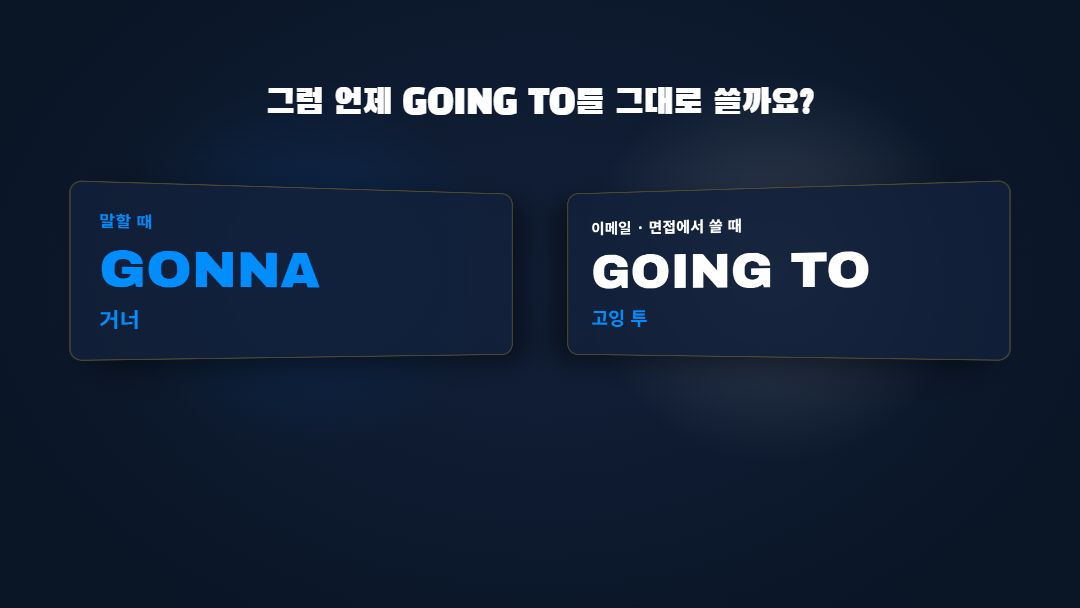 그럼 언제 GOING TO를 그대로 쓸까요?
말할 때
GONNA
거너
이메일 · 면접에서 쓸 때
GOING TO
고잉 투